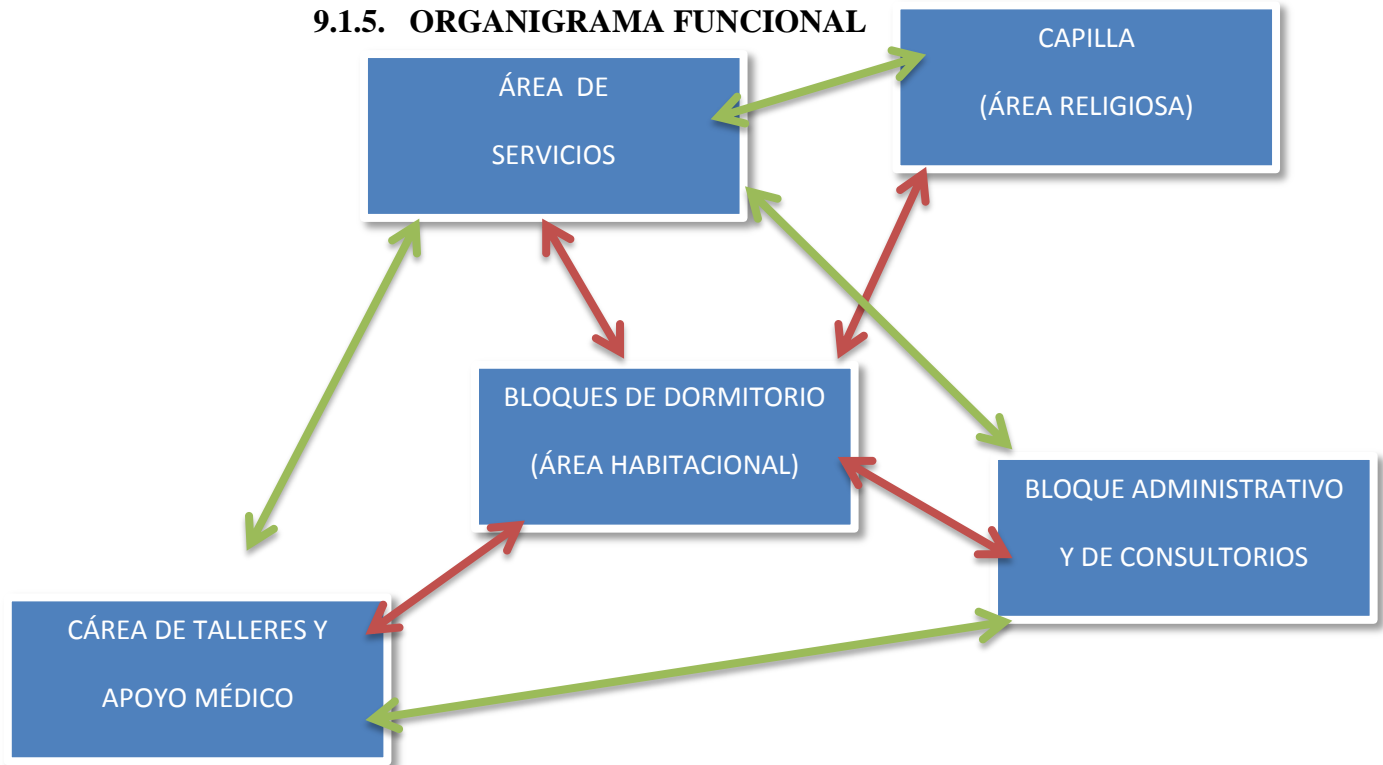 9.1.5. ORGANIGRAMA FUNCIONAL
CAPILLA
(ÁREA RELIGIOSA)
ÁREA DE
SERVICIOS
BLOQUES DE DORMITORIO
(ÁREA HABITACIONAL)
BLOQUE ADMINISTRATIVO
Y DE CONSULTORIOS
CÁREA DE TALLERES Y
APOYO MÉDICO